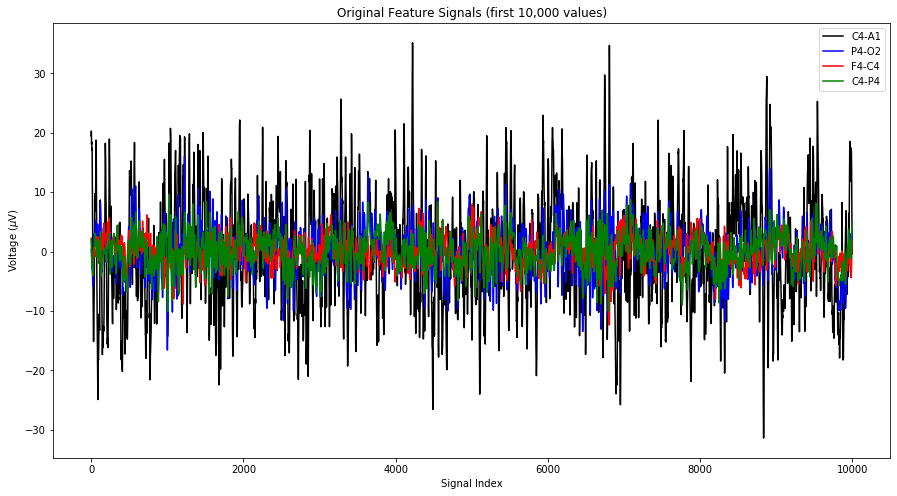 Original Feature Signals (first 10,000 values)
C4-A1
P4-O2
F4-C4
C4-P4
30
20
10
0
−10
−20
−30
Voltage (μV)
0 2000 4000 6000 8000 10000
Signal Index